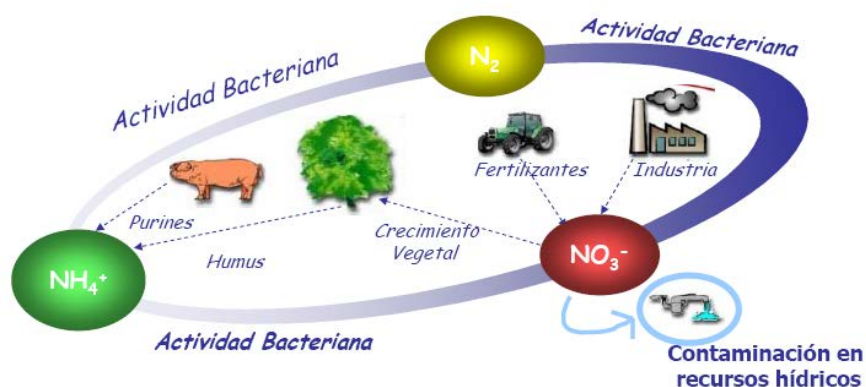 Actividad Bacteriana
N₂
Actividad Bacteriana
Fertilizantes
Industria
Purines
Humus
Crecimiento
Vegetal
NO₃⁻
NH₄⁺
Actividad Bacteriana
Contaminación en
recursos hídricos